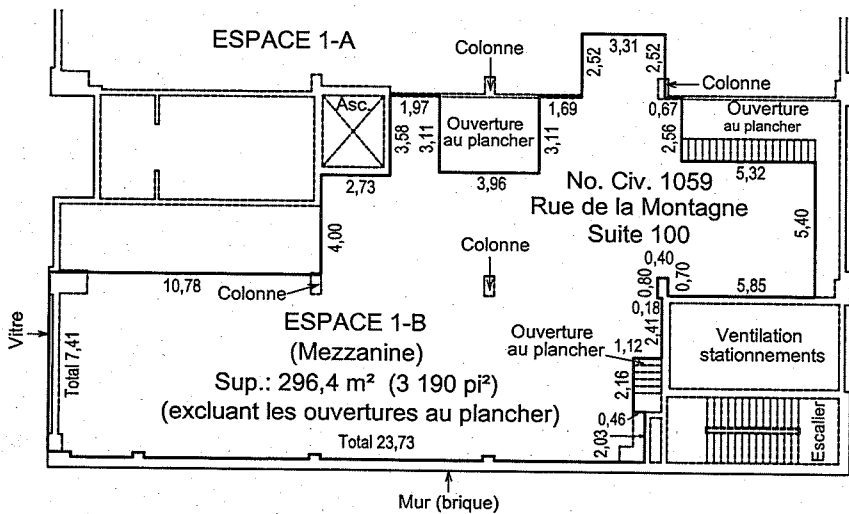 ESPACE 1-A
Colonne
2,52
3,31
2,52
Colonne
Asc.
1,97
1,69
0,67
Ouverture
au plancher
3,58
3,11
Ouverture
au plancher
3,11
2,56
2,73
3,96
5,32
No. Civ. 1059
Rue de la Montagne
Suite 100
4,00
Colonne
5,40
0,40
10,78
Colonne
0,80
0,70
5,85
0,18
Vitre
Total 7,41
ESPACE 1-B
(Mezzanine)
Sup.: 296,4 m² (3 190 pi²)
(excluant les ouvertures au plancher)
Ouverture
au plancher
2,41
1,12
2,16
Ventilation
stationnements
0,46
Total 23,73
2,03
Escalier
Mur (brique)